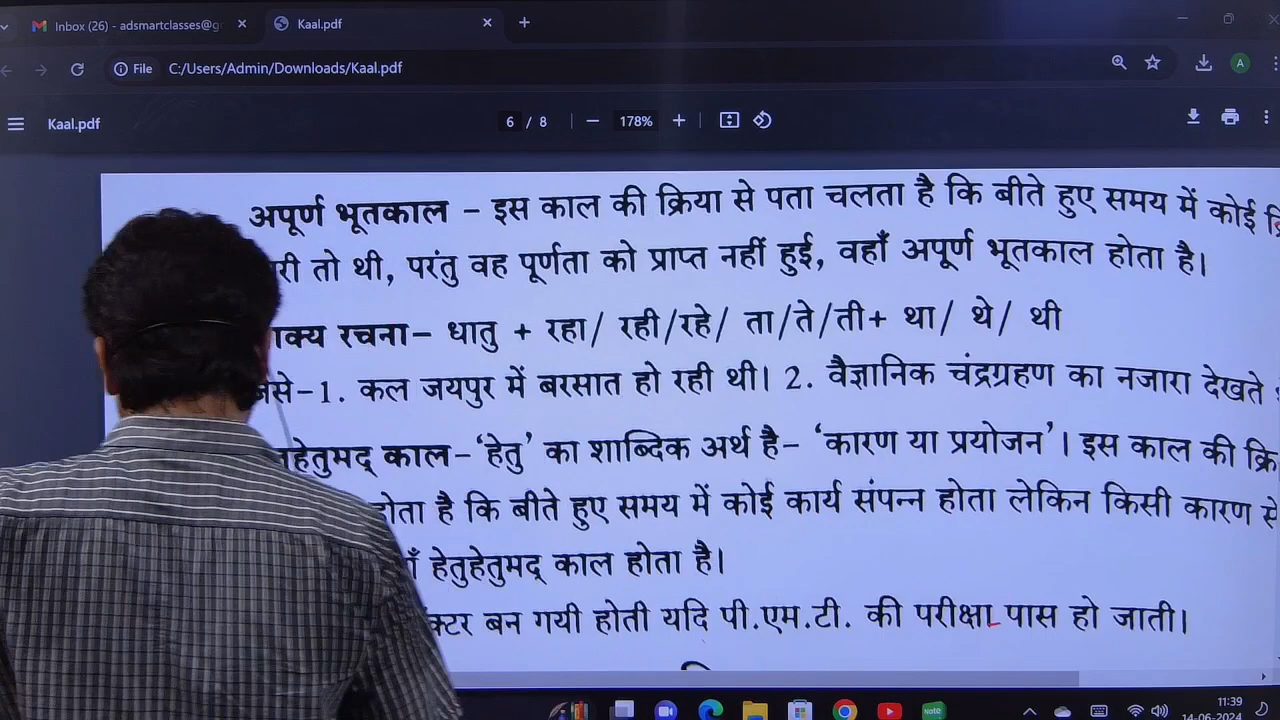 Inbox (26) - adsmartclasses@g
Kaal.pdf
File C:/Users/Admin/Downloads/Kaal.pdf
A
Kaal.pdf
6 / 8
178%
अपूर्ण भूतकाल – इस काल की क्रिया से पता चलता है कि बीते हुए समय में कोई
तो थी, परंतु वह पूर्णता को प्राप्त नहीं हुई, वहाँ अपूर्ण भूतकाल होता है।
रचना– धातु + रहा/ रही/रहे/ ता/ते/ती+ था/ थे/ थी
1. कल जयपुर में बरसात हो रही थी। 2. वैज्ञानिक चंद्रग्रहण का नजारा देखते
काल–‘हेतु’ का शाब्दिक अर्थ है– ‘कारण या प्रयोजन’। इस काल की
होता है कि बीते हुए समय में कोई कार्य संपन्न होता लेकिन किसी कारण से
हेतुहेतुमद् काल होता है।
बन गयी होती यदि पी.एम.टी. की परीक्षा पास हो जाती।
Note
11:39
14-06-2024